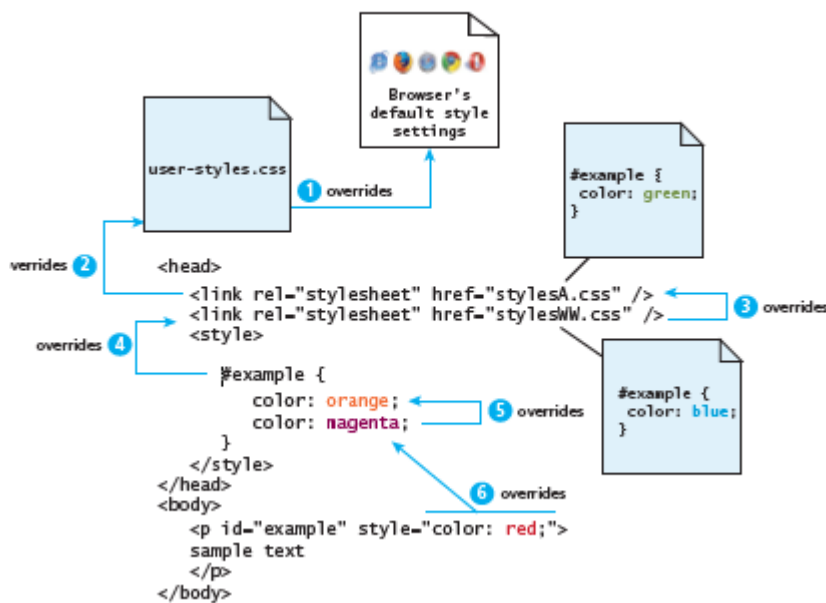 Browser's
default style
settings
user-styles.css
1 overrides
#example {
color: green;
}
verrides 2
<head>
<link rel="stylesheet" href="stylesA.css" />
<link rel="stylesheet" href="stylesWW.css" />
3 overrides
<style>
overrides 4
#example {
color: orange;
color: magenta;
5 overrides
}
#example {
color: blue;
}
</style>
</head>
6 overrides
<body>
<p id="example" style="color: red;">
sample text
</p>
</body>